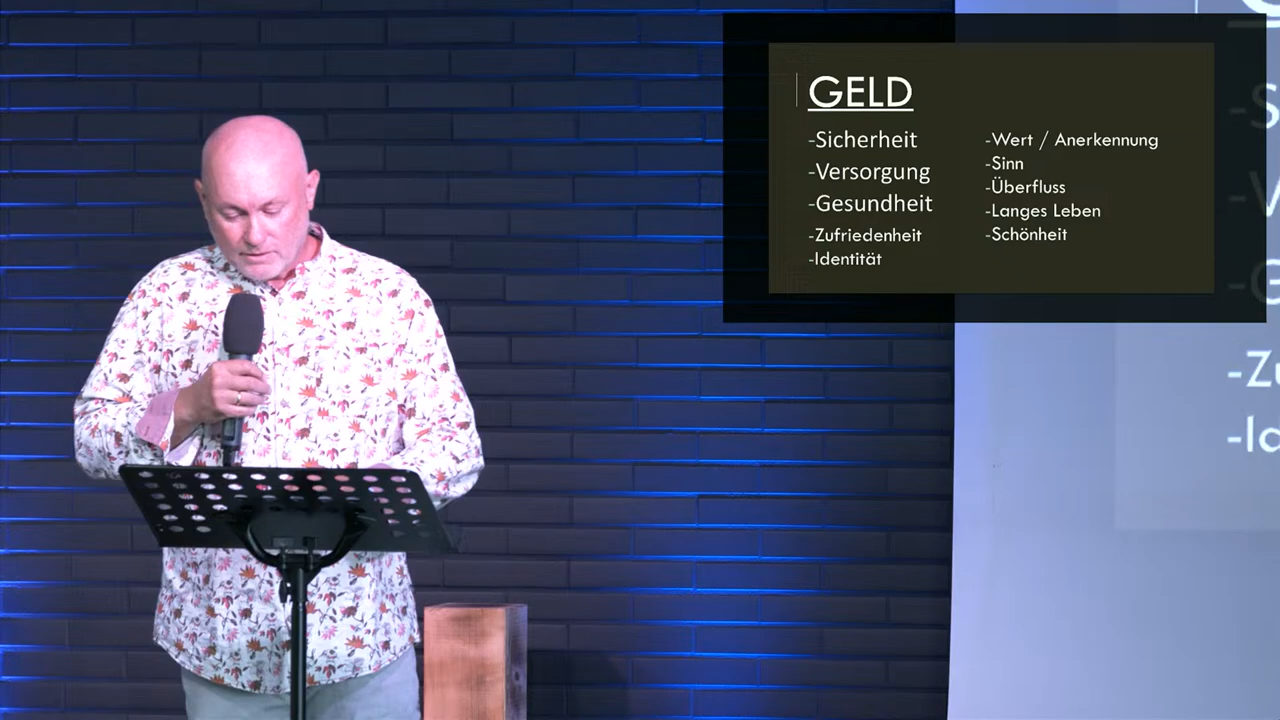 GELD
-Sicherheit
-Versorgung
-Gesundheit
-Zufriedenheit
-Identität
-Wert / Anerkennung
-Sinn
-Überfluss
-Langes Leben
-Schönheit